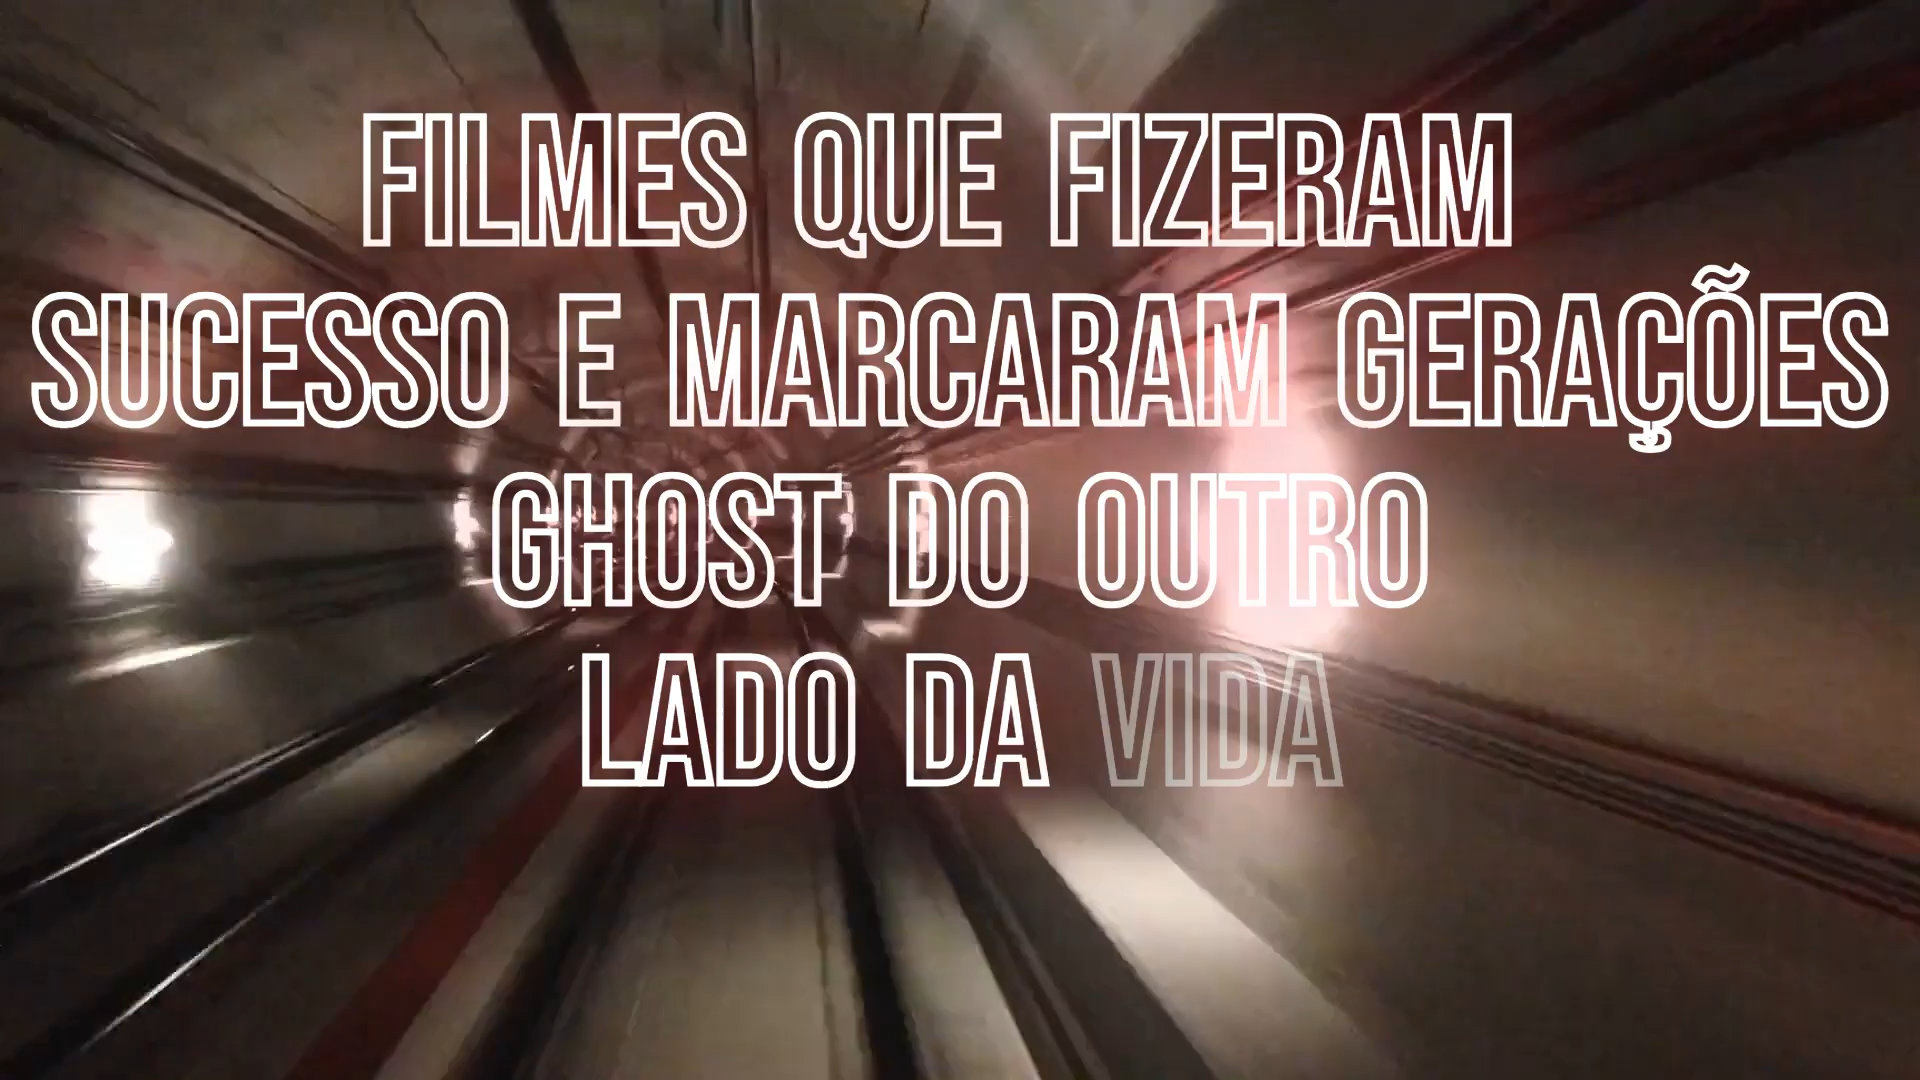 FILMES QUE FIZERAM
SUCESSO E MARCARAM GERAÇÕES
GHOST DO OUTRO
LADO DA VIDA